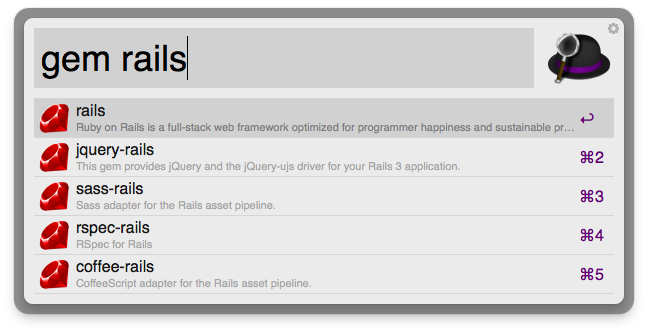 gem rails
rails
Ruby on Rails is a full-stack web framework optimized for programmer happiness and sustainable pr…
↩
jquery-rails
This gem provides jQuery and the jQuery-ujs driver for your Rails 3 application.
⌘2
sass-rails
Sass adapter for the Rails asset pipeline.
⌘3
rspec-rails
RSpec for Rails
⌘4
coffee-rails
CoffeeScript adapter for the Rails asset pipeline.
⌘5